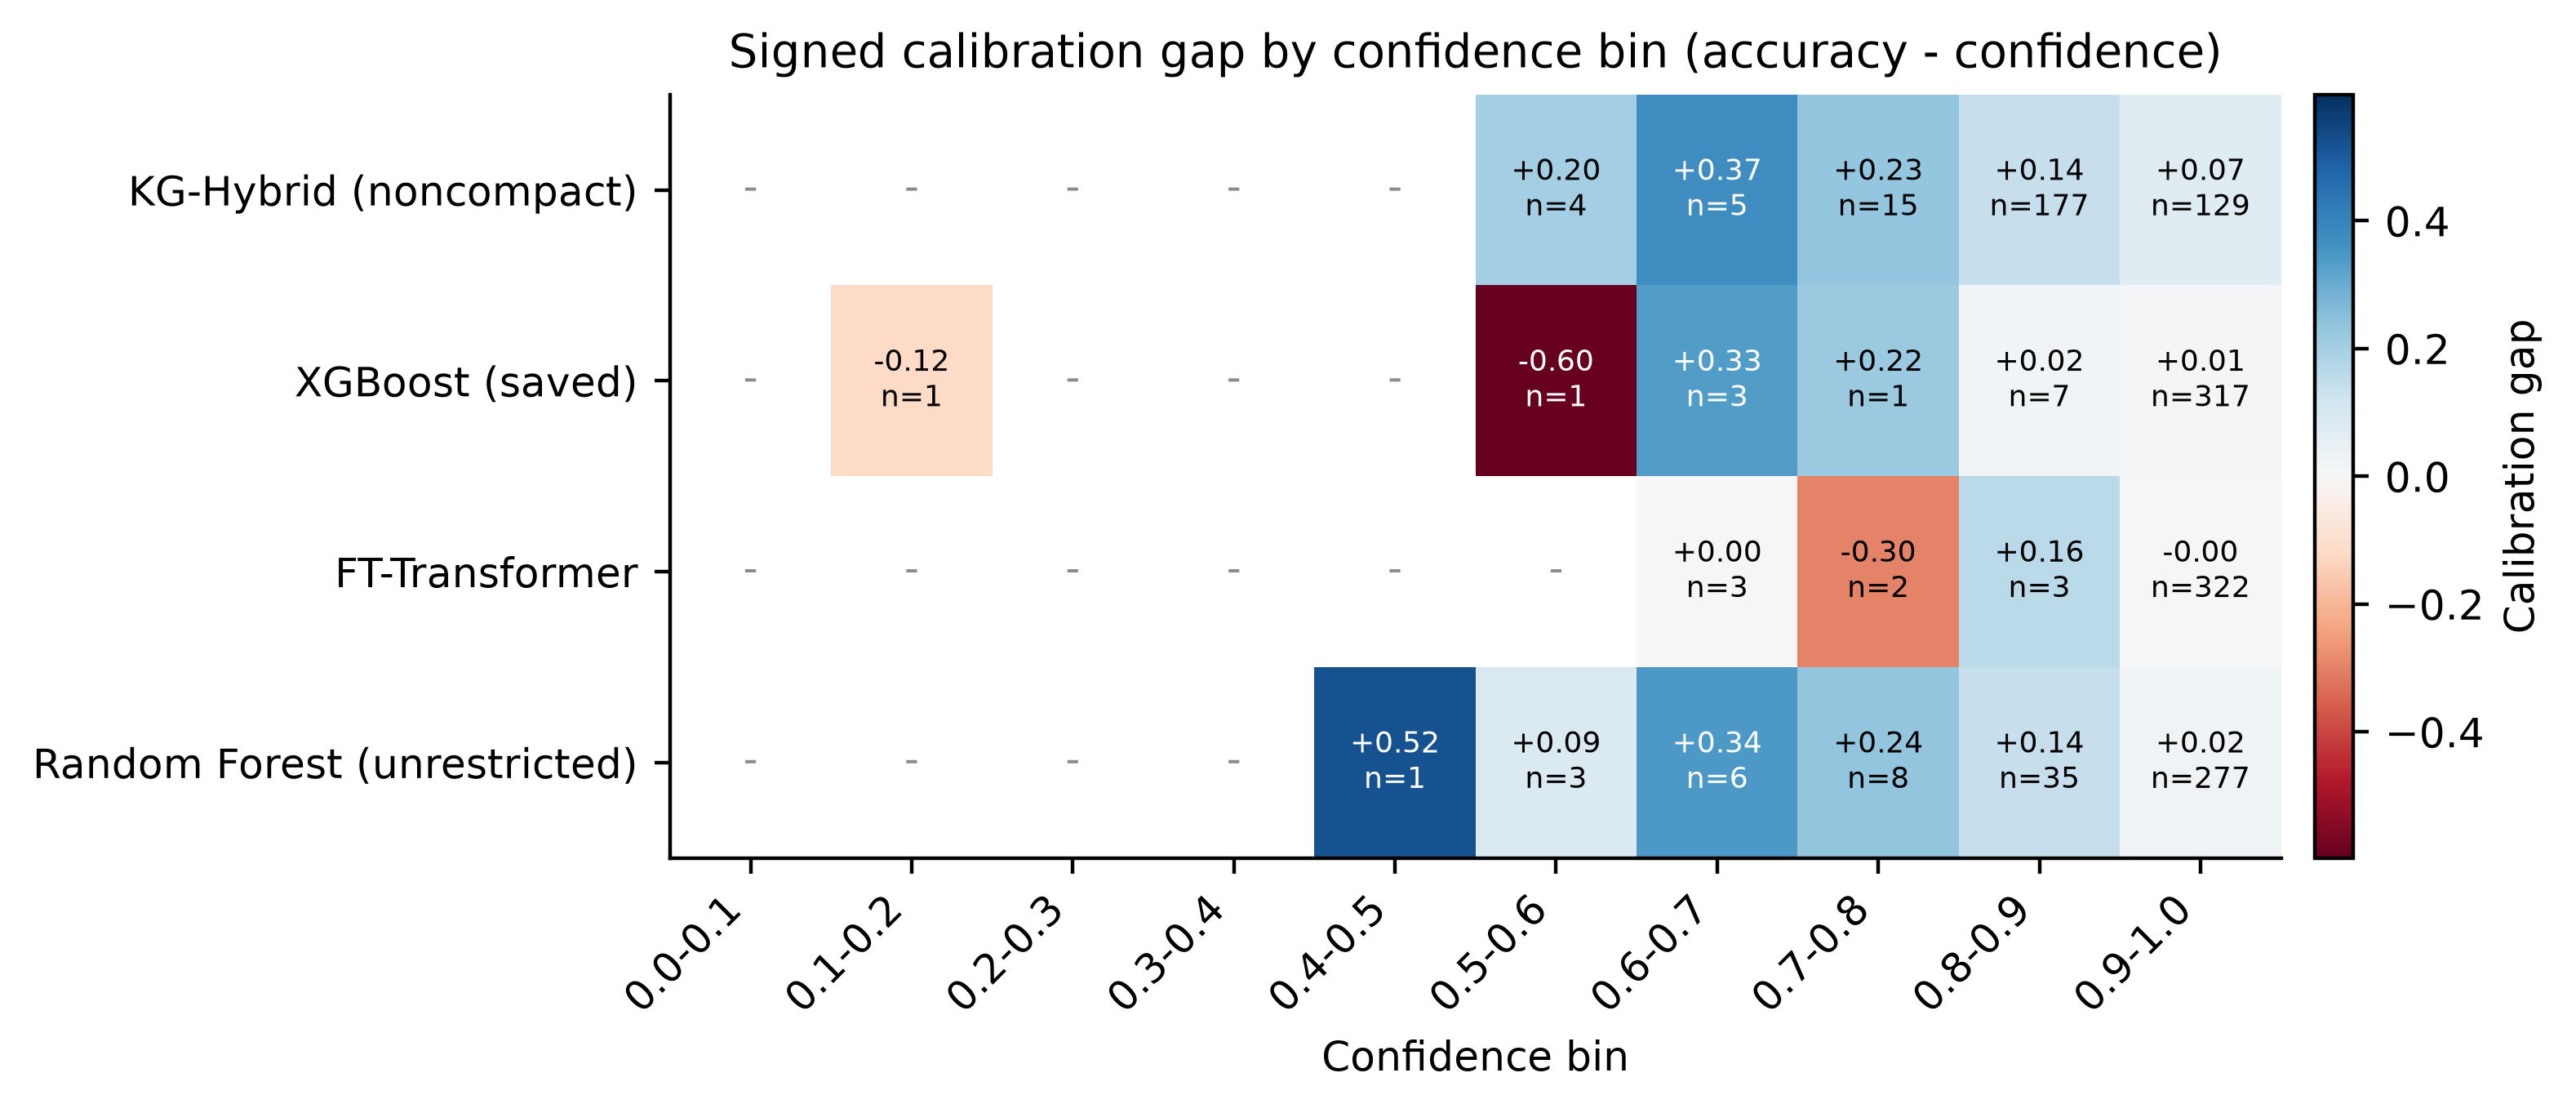 Signed calibration gap by confidence bin (accuracy - confidence)
KG-Hybrid (noncompact)
-
-
-
-
-
+0.20
n=4
+0.37
n=5
+0.23
n=15
+0.14
n=177
+0.07
n=129
XGBoost (saved)
-
-0.12
n=1
-
-
-
-0.60
n=1
+0.33
n=3
+0.22
n=1
+0.02
n=7
+0.01
n=317
FT-Transformer
-
-
-
-
-
-
+0.00
n=3
-0.30
n=2
+0.16
n=3
-0.00
n=322
Random Forest (unrestricted)
-
-
-
-
+0.52
n=1
+0.09
n=3
+0.34
n=6
+0.24
n=8
+0.14
n=35
+0.02
n=277
0.0-0.1
0.1-0.2
0.2-0.3
0.3-0.4
0.4-0.5
0.5-0.6
0.6-0.7
0.7-0.8
0.8-0.9
0.9-1.0
Confidence bin
0.4
0.2
0.0
−0.2
−0.4
Calibration gap